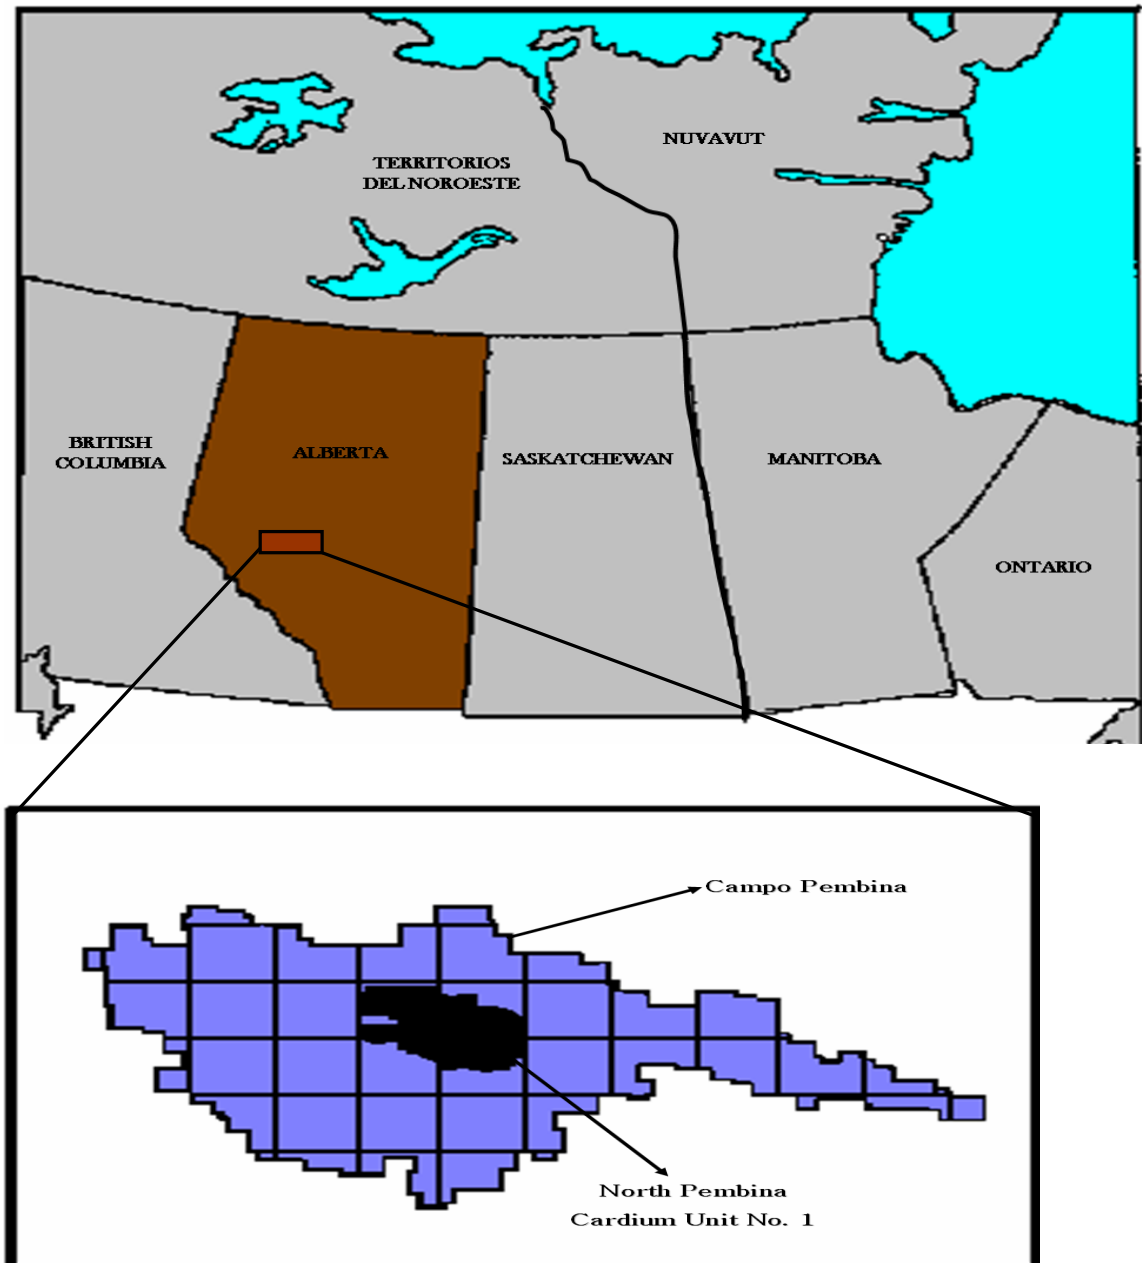 NUVAVUT
TERRITORIOS
DEL NOROESTE
BRITISH
COLUMBIA
ALBERTA
SASKATCHEWAN
MANITOBA
ONTARIO
Campo Pembina
North Pembina
Cardium Unit No. 1